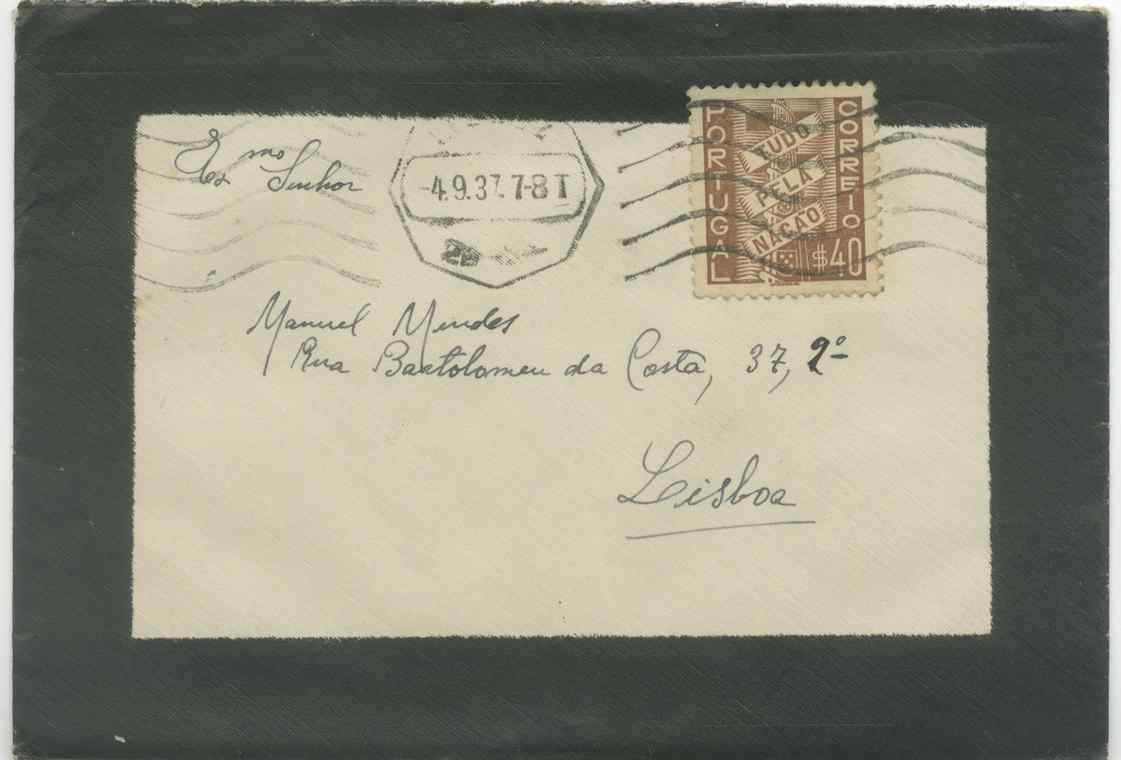 Ex.mo Senhor
4.9.37. 7-8 T
PORTUGAL
CORREIO
TUDO
PELA
NAÇÃO
$40
Manuel Mendes
Rua Bartolomeu da Costa, 37, 2º
Lisboa